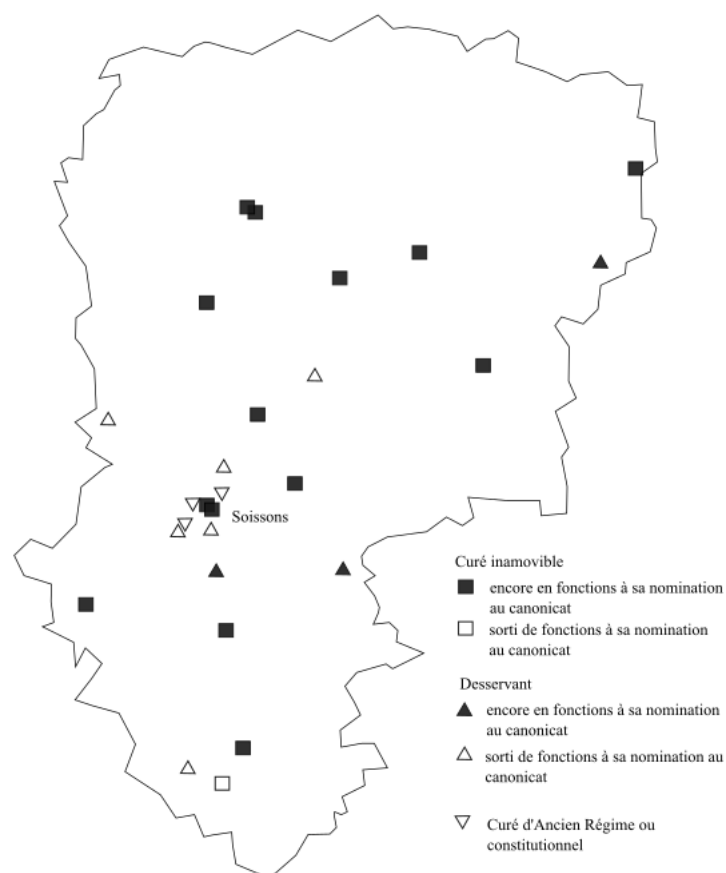 Soissons
Curé inamovible
encore en fonctions à sa nomination
au canonicat
sorti de fonctions à sa nomination
au canonicat
Desservant
encore en fonctions à sa nomination
au canonicat
sorti de fonctions à sa nomination au
canonicat
Curé d'Ancien Régime ou
constitutionnel